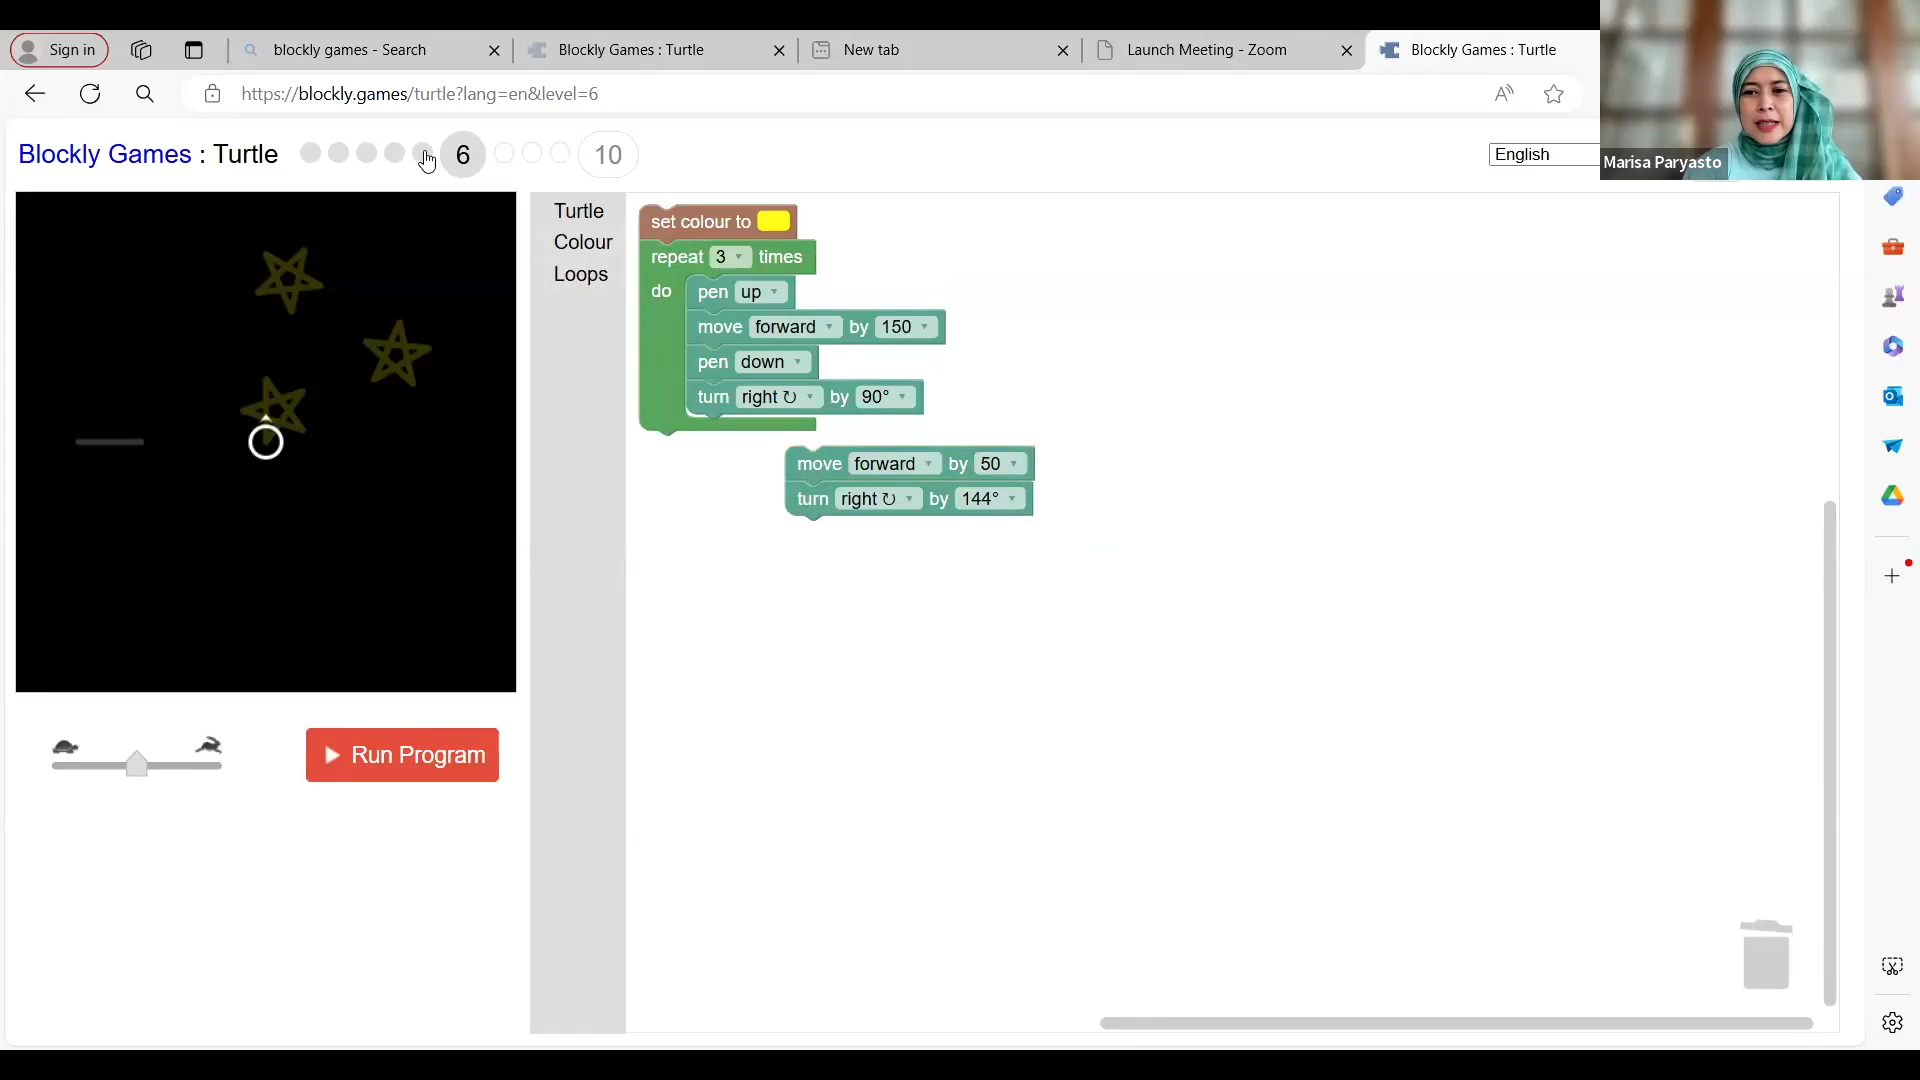 Sign in
blockly games - Search
Blockly Games : Turtle
New tab
Launch Meeting - Zoom
Blockly Games : Turtle
https://blockly.games/turtle?lang=en&level=6
Marisa Paryasto
Blockly Games : Turtle
6
10
English
Turtle
Colour
Loops
set colour to
repeat 3 times
do
pen up
move forward by 150
pen down
turn right ↻ by 90°
move forward by 50
turn right ↻ by 144°
Run Program